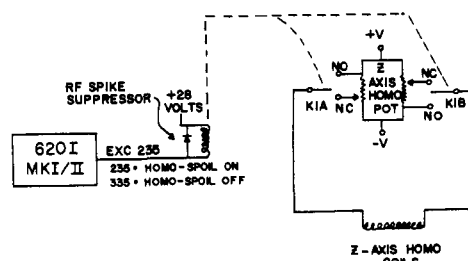 +V
NO
NC
Z
AXIS
HOMO
POT
K1A
NC
NO
K1B
-V
RF SPIKE
SUPPRESSOR
+28
VOLTS
620I
MKI/II
EXC 235
235 • HOMO-SPOIL ON
335 • HOMO-SPOIL OFF
Z-AXIS HOMO